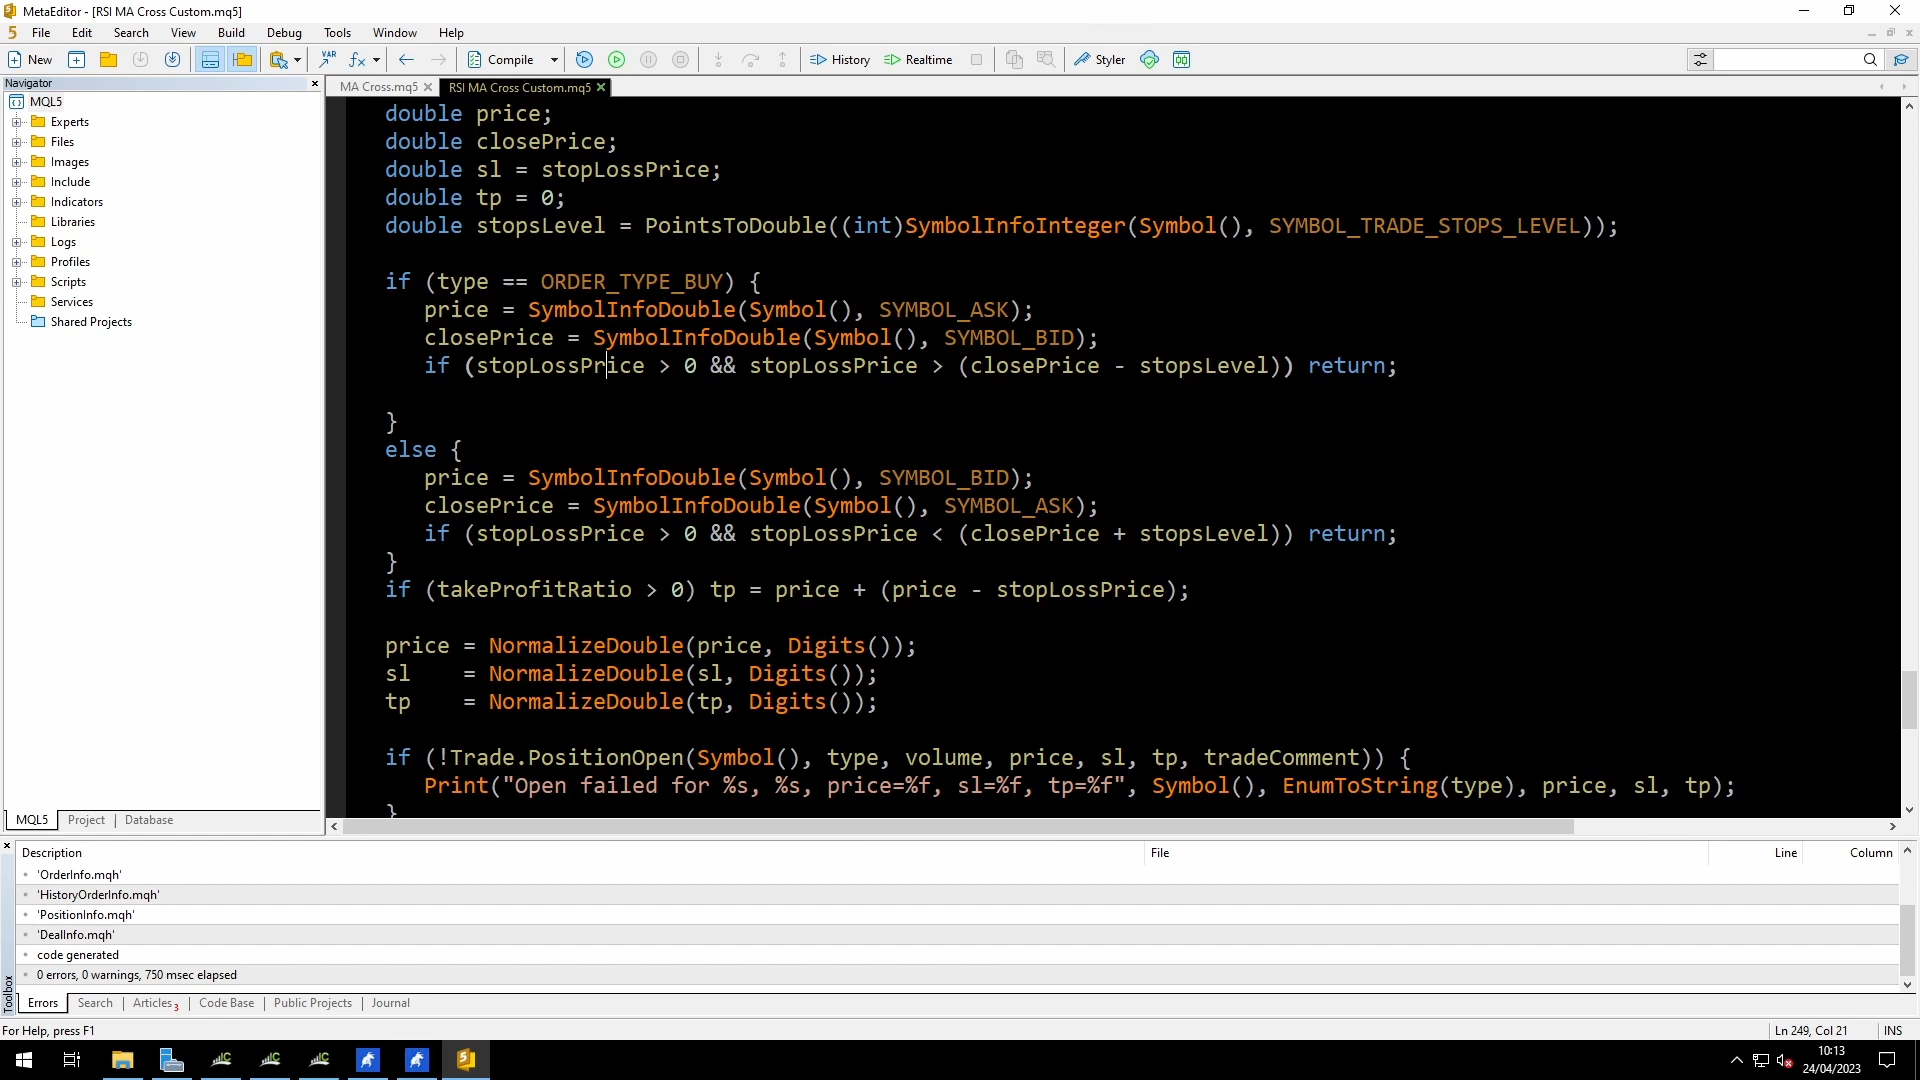 MetaEditor - [RSI MA Cross Custom.mq5]
5 File Edit Search View Build Debug Tools Window Help
New VAR fx Compile History Realtime Styler
Navigator
MA Cross.mq5 RSI MA Cross Custom.mq5
MQL5
Experts
Files
Images
Include
Indicators
Libraries
Logs
Profiles
Scripts
Services
Shared Projects
MQL5 Project Database
double price;
double closePrice;
double sl = stopLossPrice;
double tp = 0;
double stopsLevel = PointsToDouble((int)SymbolInfoInteger(Symbol(), SYMBOL_TRADE_STOPS_LEVEL));
if (type == ORDER_TYPE_BUY) {
price = SymbolInfoDouble(Symbol(), SYMBOL_ASK);
closePrice = SymbolInfoDouble(Symbol(), SYMBOL_BID);
if (stopLossPrice > 0 && stopLossPrice > (closePrice - stopsLevel)) return;
}
else {
price = SymbolInfoDouble(Symbol(), SYMBOL_BID);
closePrice = SymbolInfoDouble(Symbol(), SYMBOL_ASK);
if (stopLossPrice > 0 && stopLossPrice < (closePrice + stopsLevel)) return;
}
if (takeProfitRatio > 0) tp = price + (price - stopLossPrice);
price = NormalizeDouble(price, Digits());
sl = NormalizeDouble(sl, Digits());
tp = NormalizeDouble(tp, Digits());
if (!Trade.PositionOpen(Symbol(), type, volume, price, sl, tp, tradeComment)) {
Print("Open failed for %s, %s, price=%f, sl=%f, tp=%f", Symbol(), EnumToString(type), price, sl, tp);
}
Description File Line Column
'OrderInfo.mqh'
'HistoryOrderInfo.mqh'
'PositionInfo.mqh'
'DealInfo.mqh'
code generated
0 errors, 0 warnings, 750 msec elapsed
Toolbox
Errors Search Articles 3 Code Base Public Projects Journal
For Help, press F1 Ln 249, Col 21 INS
10:13
24/04/2023